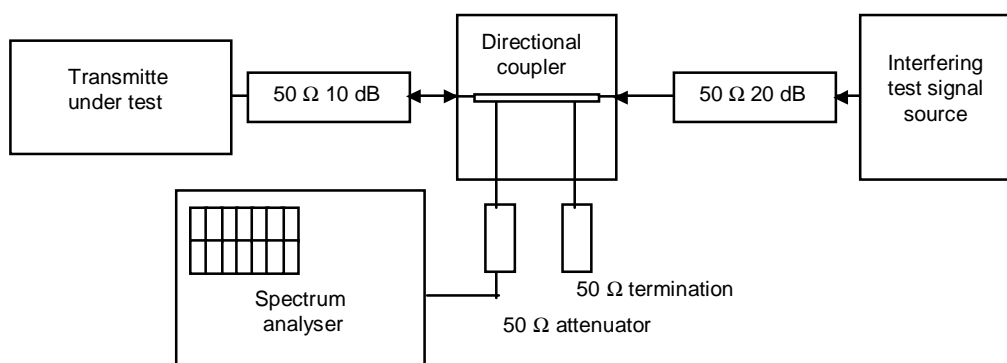 Transmitte
under test
50 Ω 10 dB
Directional
coupler
50 Ω 20 dB
Interfering
test signal
source
Spectrum
analyser
50 Ω termination
50 Ω attenuator